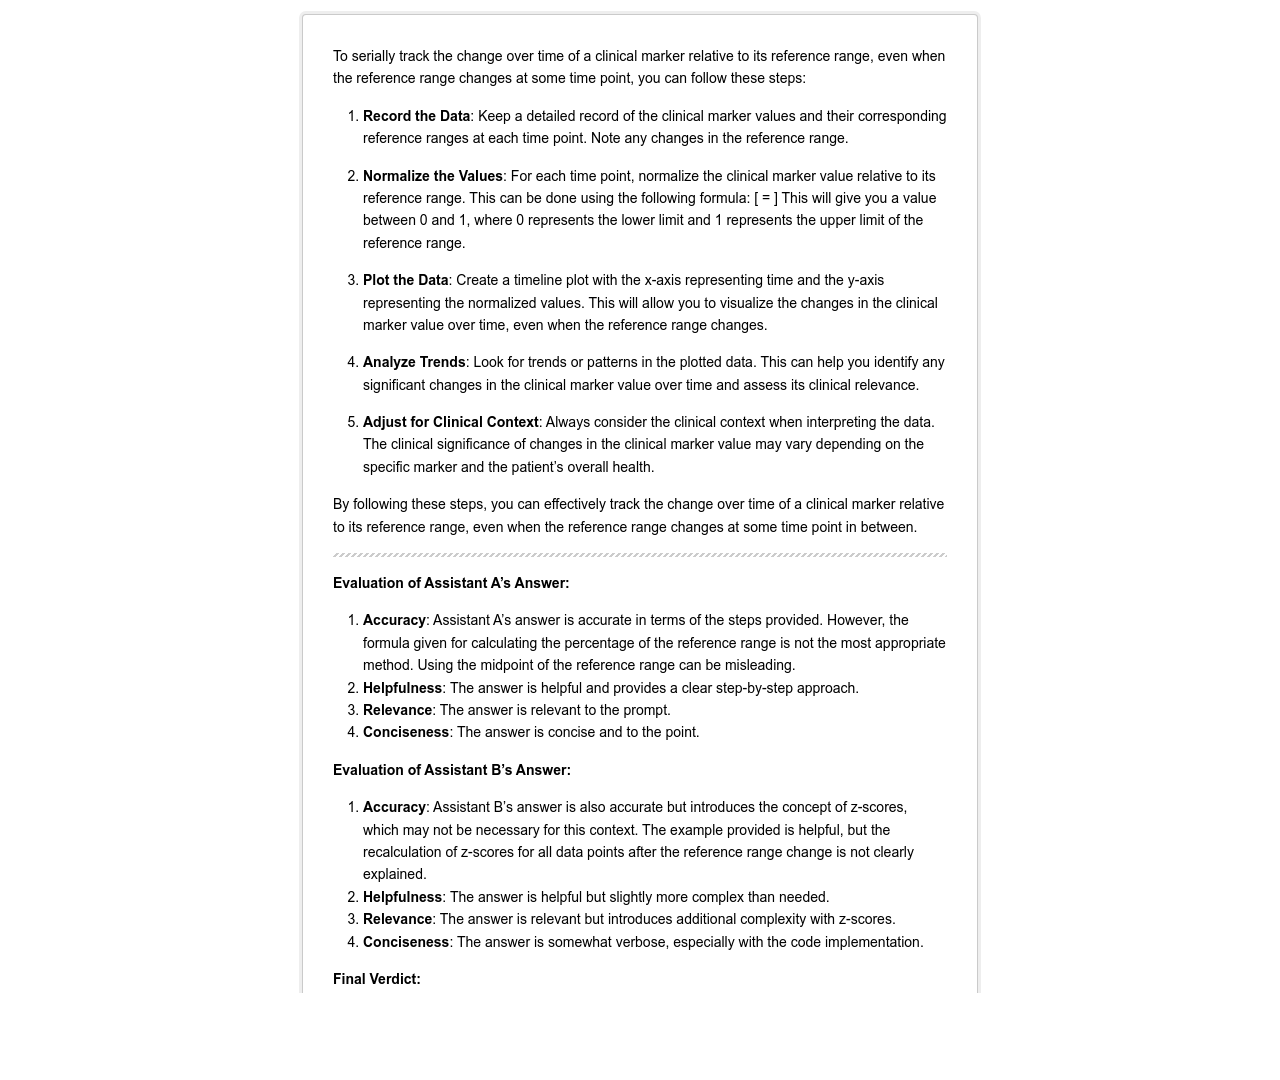 To serially track the change over time of a clinical marker relative to its reference range, even when
the reference range changes at some time point, you can follow these steps:
1. Record the Data: Keep a detailed record of the clinical marker values and their corresponding
reference ranges at each time point. Note any changes in the reference range.
2. Normalize the Values: For each time point, normalize the clinical marker value relative to its
reference range. This can be done using the following formula: [ = ] This will give you a value
between 0 and 1, where 0 represents the lower limit and 1 represents the upper limit of the
reference range.
3. Plot the Data: Create a timeline plot with the x-axis representing time and the y-axis
representing the normalized values. This will allow you to visualize the changes in the clinical
marker value over time, even when the reference range changes.
4. Analyze Trends: Look for trends or patterns in the plotted data. This can help you identify any
significant changes in the clinical marker value over time and assess its clinical relevance.
5. Adjust for Clinical Context: Always consider the clinical context when interpreting the data.
The clinical significance of changes in the clinical marker value may vary depending on the
specific marker and the patient’s overall health.
By following these steps, you can effectively track the change over time of a clinical marker relative
to its reference range, even when the reference range changes at some time point in between.
Evaluation of Assistant A’s Answer:
1. Accuracy: Assistant A’s answer is accurate in terms of the steps provided. However, the
formula given for calculating the percentage of the reference range is not the most appropriate
method. Using the midpoint of the reference range can be misleading.
2. Helpfulness: The answer is helpful and provides a clear step-by-step approach.
3. Relevance: The answer is relevant to the prompt.
4. Conciseness: The answer is concise and to the point.
Evaluation of Assistant B’s Answer:
1. Accuracy: Assistant B’s answer is also accurate but introduces the concept of z-scores,
which may not be necessary for this context. The example provided is helpful, but the
recalculation of z-scores for all data points after the reference range change is not clearly
explained.
2. Helpfulness: The answer is helpful but slightly more complex than needed.
3. Relevance: The answer is relevant but introduces additional complexity with z-scores.
4. Conciseness: The answer is somewhat verbose, especially with the code implementation.
Final Verdict: